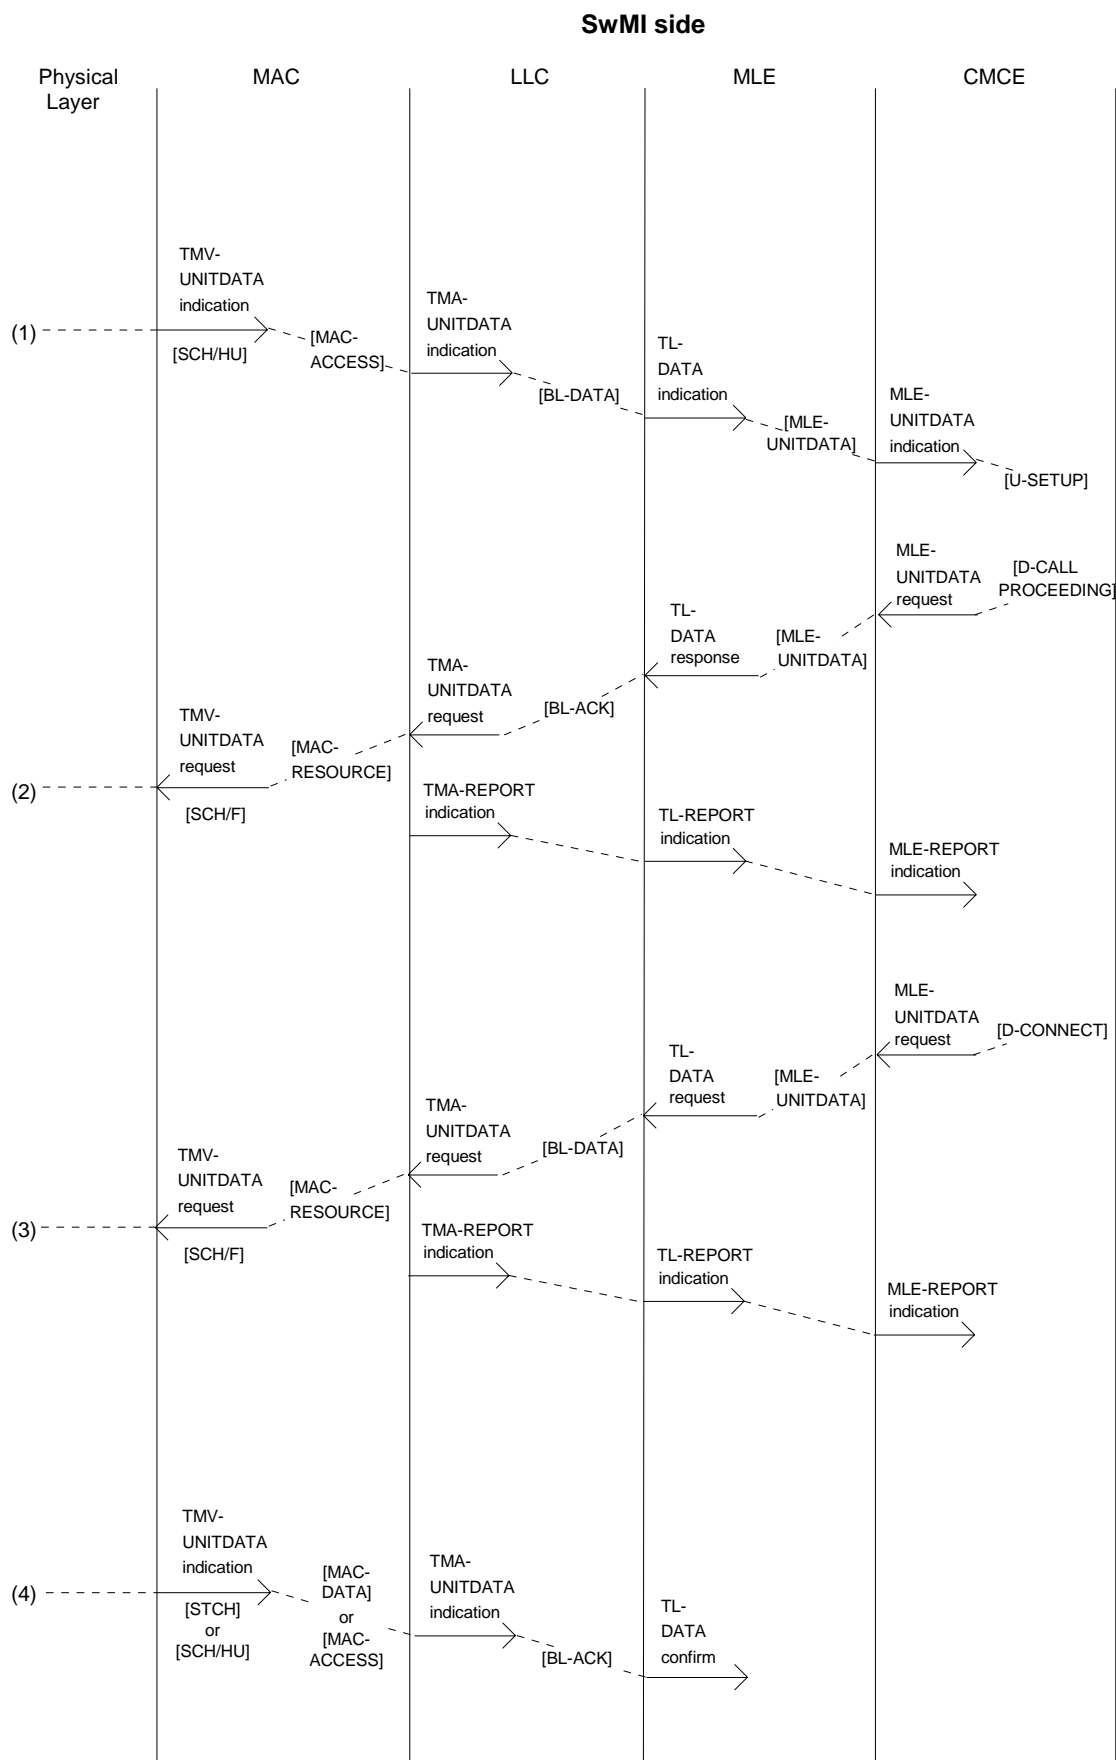 SwMI side
Physical
Layer
MAC
LLC
MLE
CMCE
TMV-
UNITDATA
indication
(1)
[SCH/HU]
[MAC-
ACCESS]
TMA-
UNITDATA
indication
[BL-DATA]
TL-
DATA
indication
[MLE-
UNITDATA]
MLE-
UNITDATA
indication
[U-SETUP]
MLE-
UNITDATA
request
[D-CALL
PROCEEDING]
TL-
DATA
response
[MLE-
UNITDATA]
TMA-
UNITDATA
request
[BL-ACK]
TMV-
UNITDATA
request
[MAC-
RESOURCE]
(2)
[SCH/F]
TMA-REPORT
indication
TL-REPORT
indication
MLE-REPORT
indication
MLE-
UNITDATA
request
[D-CONNECT]
TL-
DATA
request
[MLE-
UNITDATA]
TMA-
UNITDATA
request
[BL-DATA]
TMV-
UNITDATA
request
[MAC-
RESOURCE]
(3)
[SCH/F]
TMA-REPORT
indication
TL-REPORT
indication
MLE-REPORT
indication
TMV-
UNITDATA
indication
(4)
[STCH]
or
[SCH/HU]
[MAC-
DATA]
or
[MAC-
ACCESS]
TMA-
UNITDATA
indication
[BL-ACK]
TL-
DATA
confirm